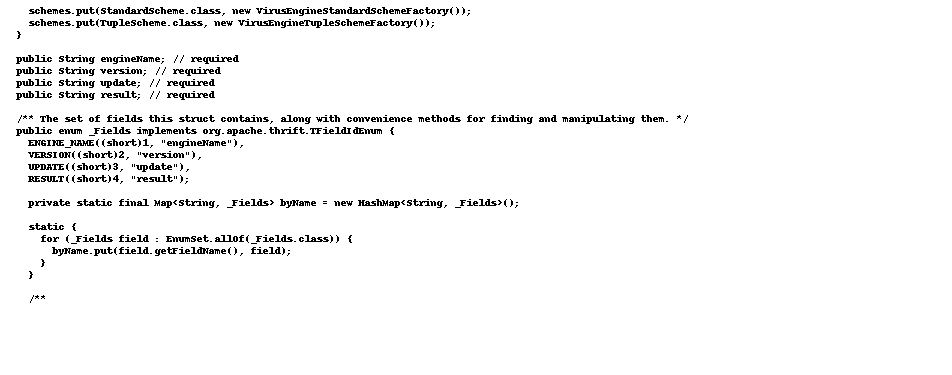 schemes.put(StandardScheme.class, new VirusEngineStandardSchemeFactory());
schemes.put(TupleScheme.class, new VirusEngineTupleSchemeFactory());
}
public String engineName; // required
public String version; // required
public String update; // required
public String result; // required
/** The set of fields this struct contains, along with convenience methods for finding and manipulating them. */
public enum _Fields implements org.apache.thrift.TFieldIdEnum {
ENGINE_NAME((short)1, "engineName"),
VERSION((short)2, "version"),
UPDATE((short)3, "update"),
RESULT((short)4, "result");
private static final Map<String, _Fields> byName = new HashMap<String, _Fields>();
static {
for (_Fields field : EnumSet.allOf(_Fields.class)) {
byName.put(field.getFieldName(), field);
}
}
/**